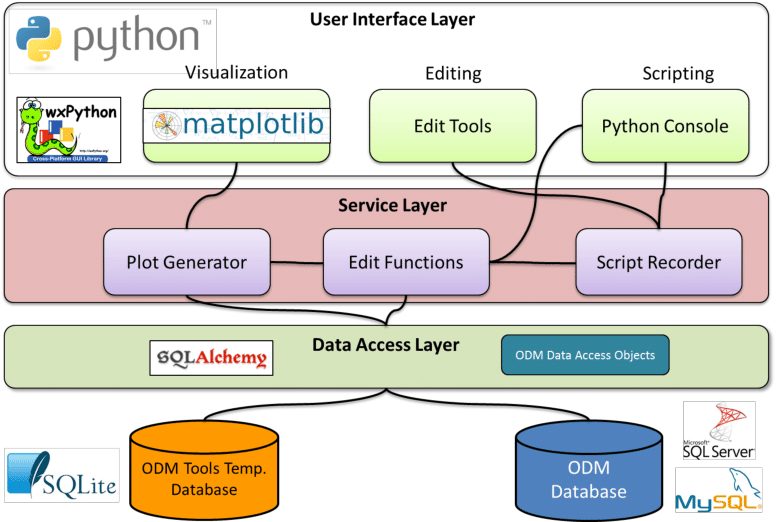 python™
User Interface Layer
Visualization
Editing
Scripting
wxPython
http://wxPython.org/
Cross-Platform GUI Library
matplotlib
Edit Tools
Python Console
Service Layer
Plot Generator
Edit Functions
Script Recorder
Data Access Layer
SQLAlchemy
ODM Data Access Objects
SQLite
ODM Tools Temp.
Database
ODM
Database
Microsoft
SQL Server
MySQL